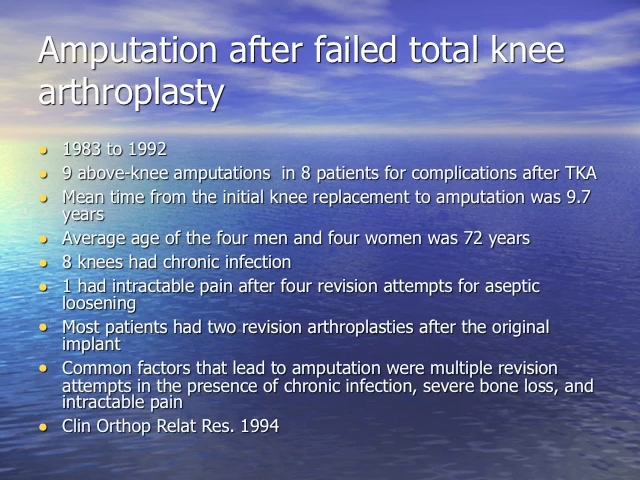 Amputation after failed total knee
arthroplasty
• 1983 to 1992
• 9 above-knee amputations  in 8 patients for complications after TKA
• Mean time from the initial knee replacement to amputation was 9.7
years
• Average age of the four men and four women was 72 years
• 8 knees had chronic infection
• 1 had intractable pain after four revision attempts for aseptic
loosening
• Most patients had two revision arthroplasties after the original
implant
• Common factors that lead to amputation were multiple revision
attempts in the presence of chronic infection, severe bone loss, and
intractable pain
• Clin Orthop Relat Res. 1994